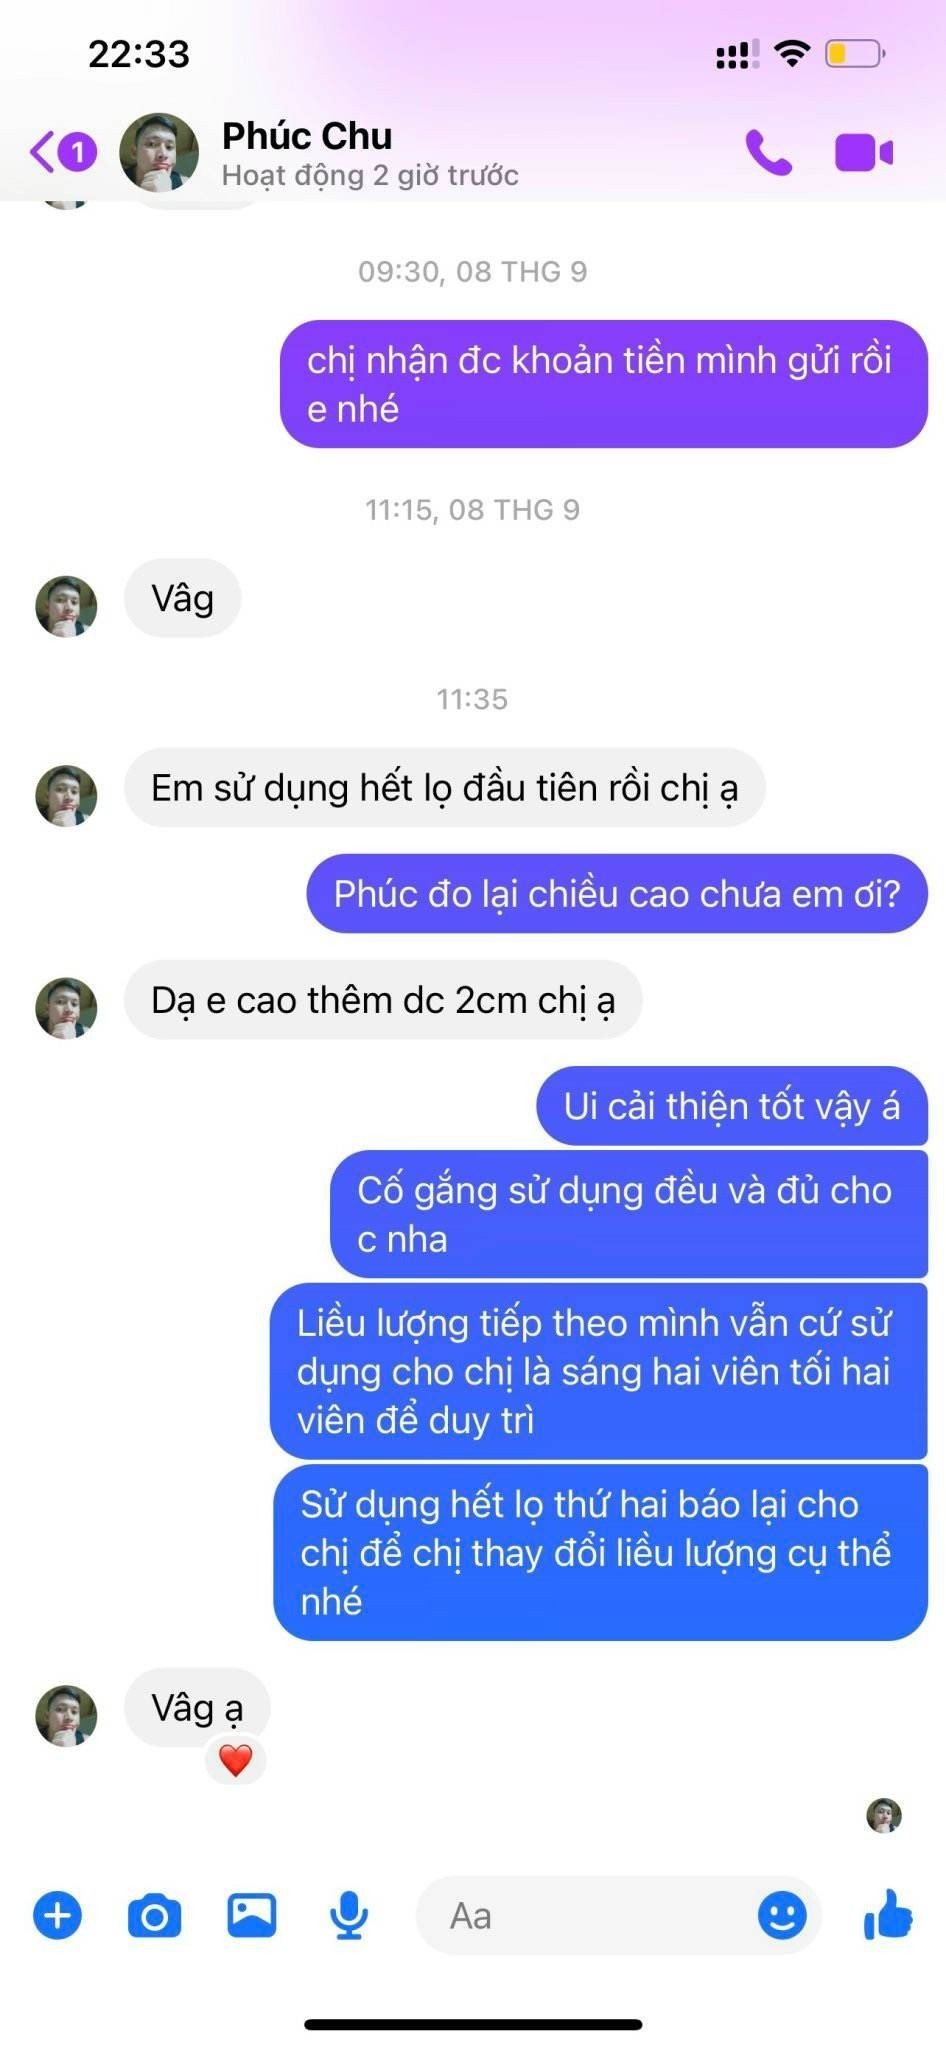 22:33
1
Phúc Chu
Hoạt động 2 giờ trước
09:30, 08 THG 9
chị nhận đc khoản tiền mình gửi rồi
e nhé
11:15, 08 THG 9
Vâg
11:35
Em sử dụng hết lọ đầu tiên rồi chị ạ
Phúc đo lại chiều cao chưa em ơi?
Dạ e cao thêm dc 2cm chị ạ
Ui cải thiện tốt vậy á
Cố gắng sử dụng đều và đủ cho
c nha
Liều lượng tiếp theo mình vẫn cứ sử
dụng cho chị là sáng hai viên tối hai
viên để duy trì
Sử dụng hết lọ thứ hai báo lại cho
chị để chị thay đổi liều lượng cụ thể
nhé
Vâg ạ
Aa